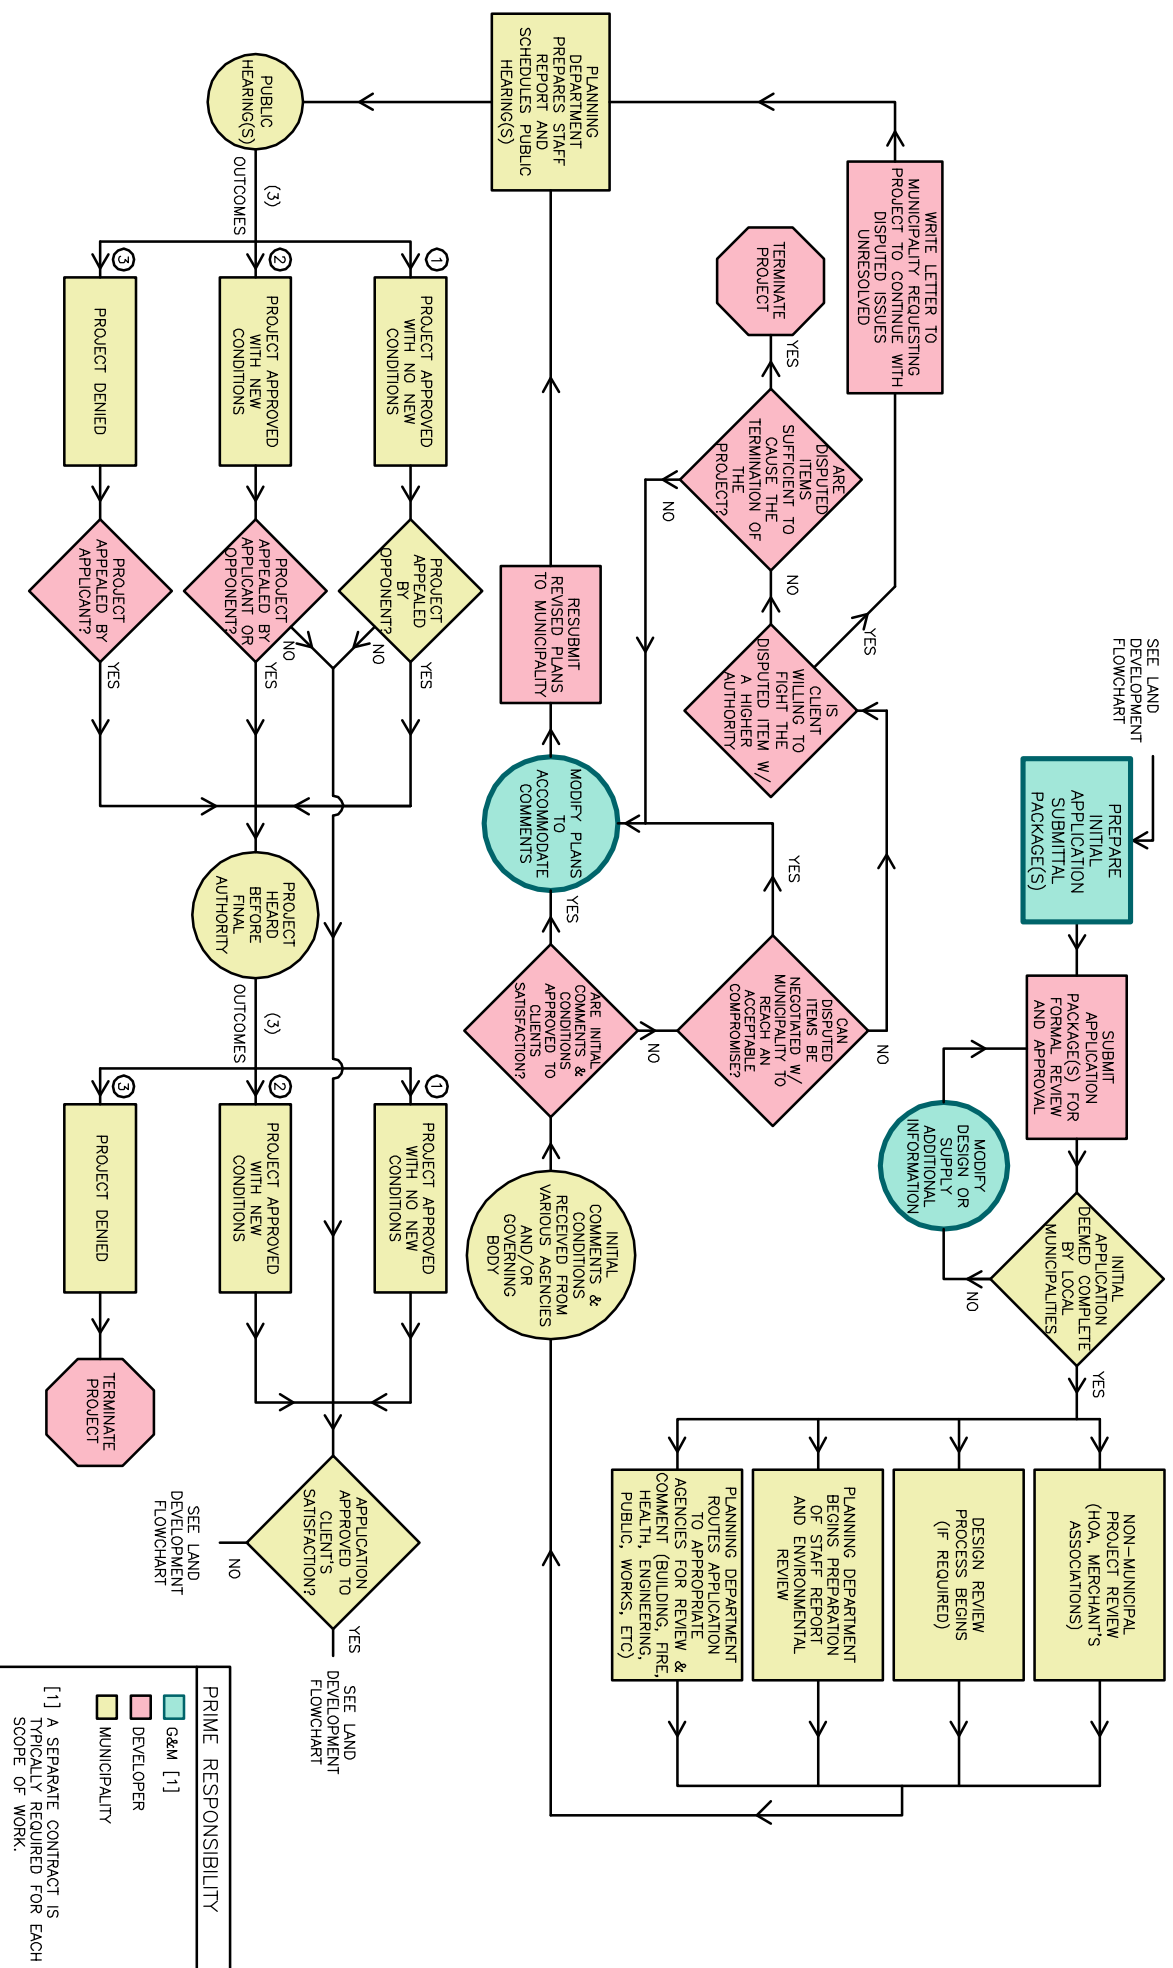 SEE LAND
DEVELOPMENT
FLOWCHART
PREPARE
INITIAL
APPLICATION
SUBMITTAL
PACKAGE(S)
SUBMIT
APPLICATION
PACKAGE(S) FOR
FORMAL REVIEW
AND APPROVAL
MODIFY
DESIGN OR
SUPPLY
ADDITIONAL
INFORMATION
INITIAL
APPLICATION
DEEMED COMPLETE
BY LOCAL
MUNICIPALITIES
NO
YES
NON-MUNICIPAL
PROJECT REVIEW
(HOA, MERCHANT'S
ASSOCIATIONS)
DESIGN REVIEW
PROCESS BEGINS
(IF REQUIRED)
PLANNING DEPARTMENT
BEGINS PREPARATION
OF STAFF REPORT
AND ENVIRONMENTAL
REVIEW
PLANNING DEPARTMENT
ROUTES APPLICATION
TO APPROPRIATE
AGENCIES FOR REVIEW &
COMMENT (BUILDING, FIRE,
HEALTH, ENGINEERING,
PUBLIC, WORKS, ETC)
WRITE LETTER TO
MUNICIPALITY REQUESTING
PROJECT TO CONTINUE WITH
DISPUTED ISSUES
UNRESOLVED
YES
TERMINATE
PROJECT
YES
ARE
DISPUTED
ITEMS
SUFFICIENT TO
CAUSE THE
TERMINATION OF
THE
PROJECT?
NO
NO
IS
CLIENT
WILLING TO
FIGHT THE
DISPUTED ITEM W/
A HIGHER
AUTHORITY
CAN
DISPUTED
ITEMS BE
NEGOTIATED W/
MUNICIPALITY TO
REACH AN
ACCEPTABLE
COMPROMISE?
NO
YES
PLANNING
DEPARTMENT
PREPARES STAFF
REPORT AND
SCHEDULES PUBLIC
HEARING(S)
RESUBMIT
REVISED PLANS
TO MUNICIPALITY
MODIFY PLANS
TO
ACCOMMODATE
COMMENTS
YES
ARE INITIAL
COMMENTS &
CONDITIONS
APPROVED TO
CLIENTS
SATISFACTION?
NO
INITIAL
COMMENTS &
CONDITIONS
RECEIVED FROM
VARIOUS AGENCIES
AND/OR
GOVERNING
BODY
PUBLIC
HEARING(S)
(3)
OUTCOMES
1
PROJECT APPROVED
WITH NO NEW
CONDITIONS
PROJECT
APPEALED
BY
OPPONENT?
NO
YES
2
PROJECT APPROVED
WITH NEW
CONDITIONS
PROJECT
APPEALED BY
APPLICANT OR
OPPONENT?
NO
YES
3
PROJECT DENIED
PROJECT
APPEALED BY
APPLICANT?
YES
PROJECT
HEARD
BEFORE
FINAL
AUTHORITY
(3)
OUTCOMES
1
PROJECT APPROVED
WITH NO NEW
CONDITIONS
2
PROJECT APPROVED
WITH NEW
CONDITIONS
3
PROJECT DENIED
TERMINATE
PROJECT
APPLICATION
APPROVED TO
CLIENT'S
SATISFACTION?
YES
SEE LAND
DEVELOPMENT
FLOWCHART
NO
SEE LAND
DEVELOPMENT
FLOWCHART
PRIME RESPONSIBILITY
G&M [1]
DEVELOPER
MUNICIPALITY
[1] A SEPARATE CONTRACT IS
TYPICALLY REQUIRED FOR EACH
SCOPE OF WORK.